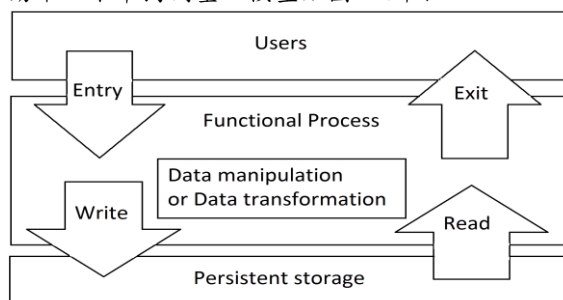 Users
Entry
Exit
Functional Process
Data manipulation
or Data transformation
Write
Read
Persistent storage